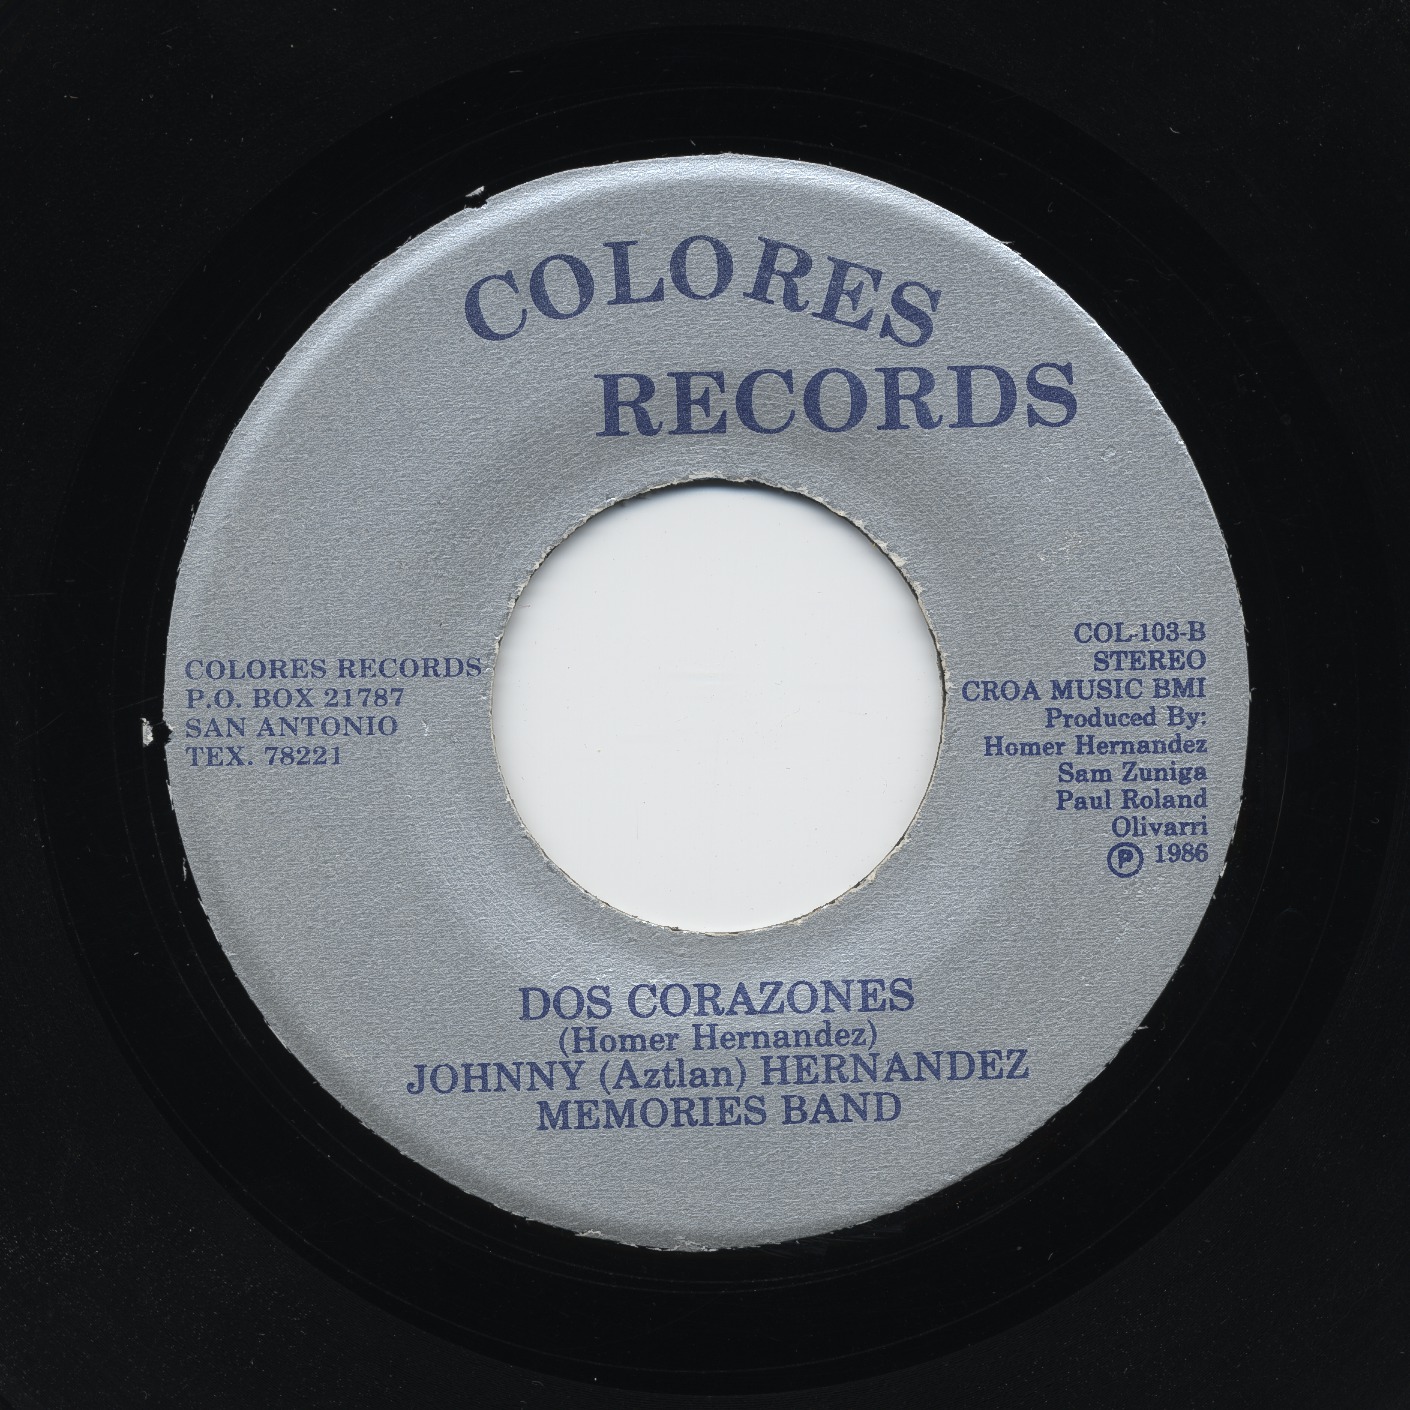 COLORES
RECORDS
COLORES RECORDS
P.O. BOX 21787
SAN ANTONIO
TEX. 78221
COL-103-B
STEREO
CROA MUSIC BMI
Produced By:
Homer Hernandez
Sam Zuniga
Paul Roland
Olivarri
Ⓟ 1986
DOS CORAZONES
(Homer Hernandez)
JOHNNY (Aztlan) HERNANDEZ
MEMORIES BAND